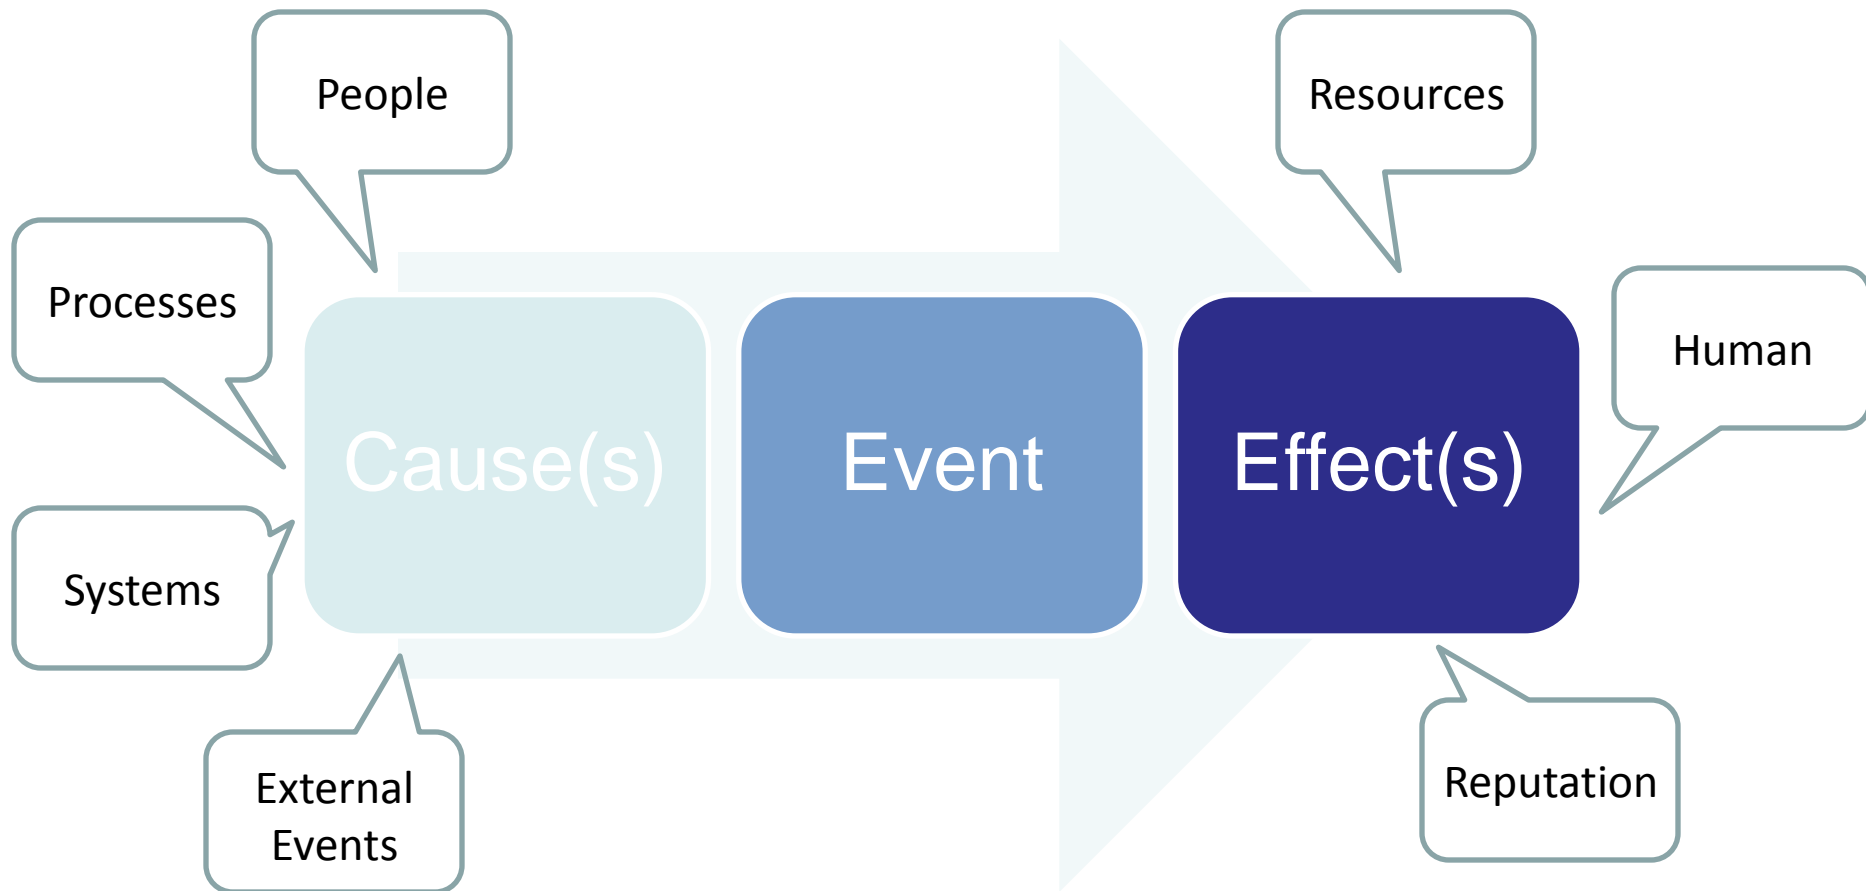 People
Resources
Processes
Human
Cause(s)
Event
Effect(s)
Systems
External
Events
Reputation